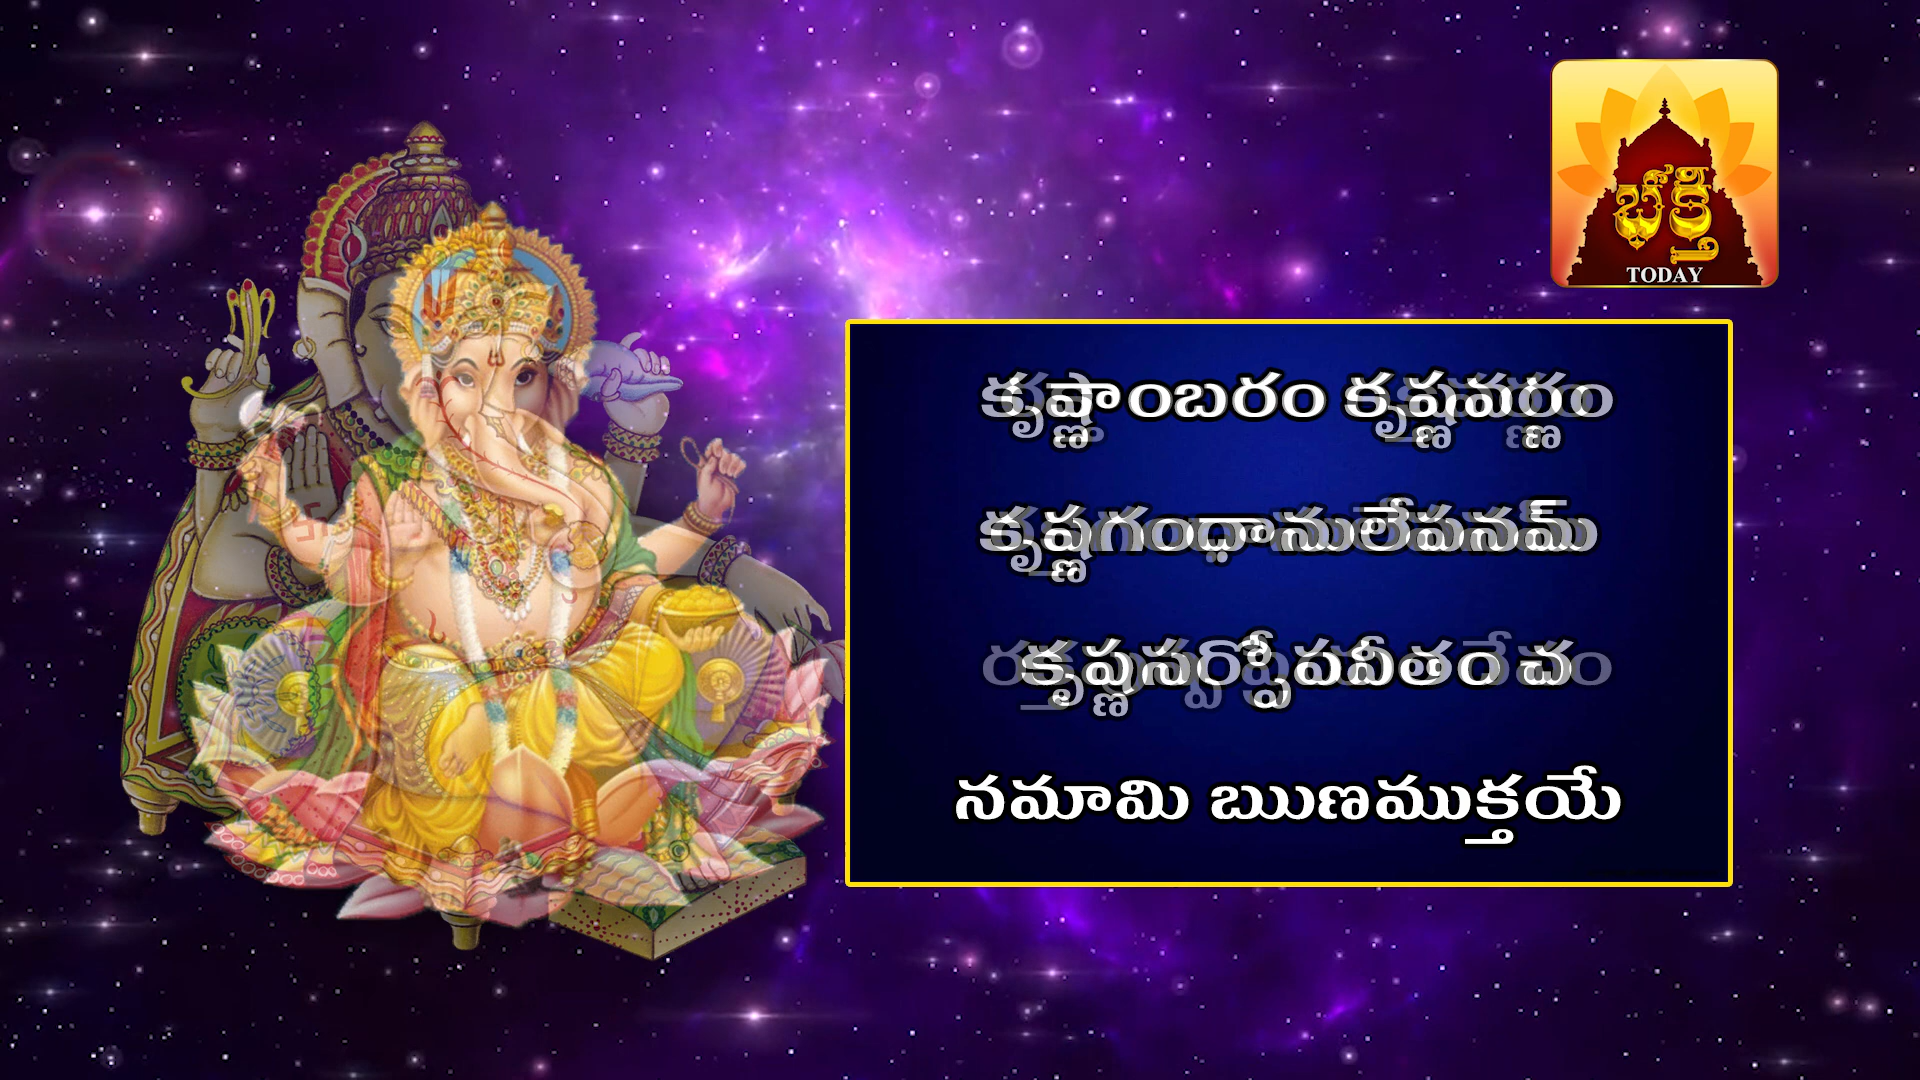 భక్తి
TODAY
కృష్ణాంబరం కృష్ణవర్ణం
కృష్ణగంధానులేపనమ్
కృష్ణసర్పోపవీతం చ
నమామి ఋణముక్తయే